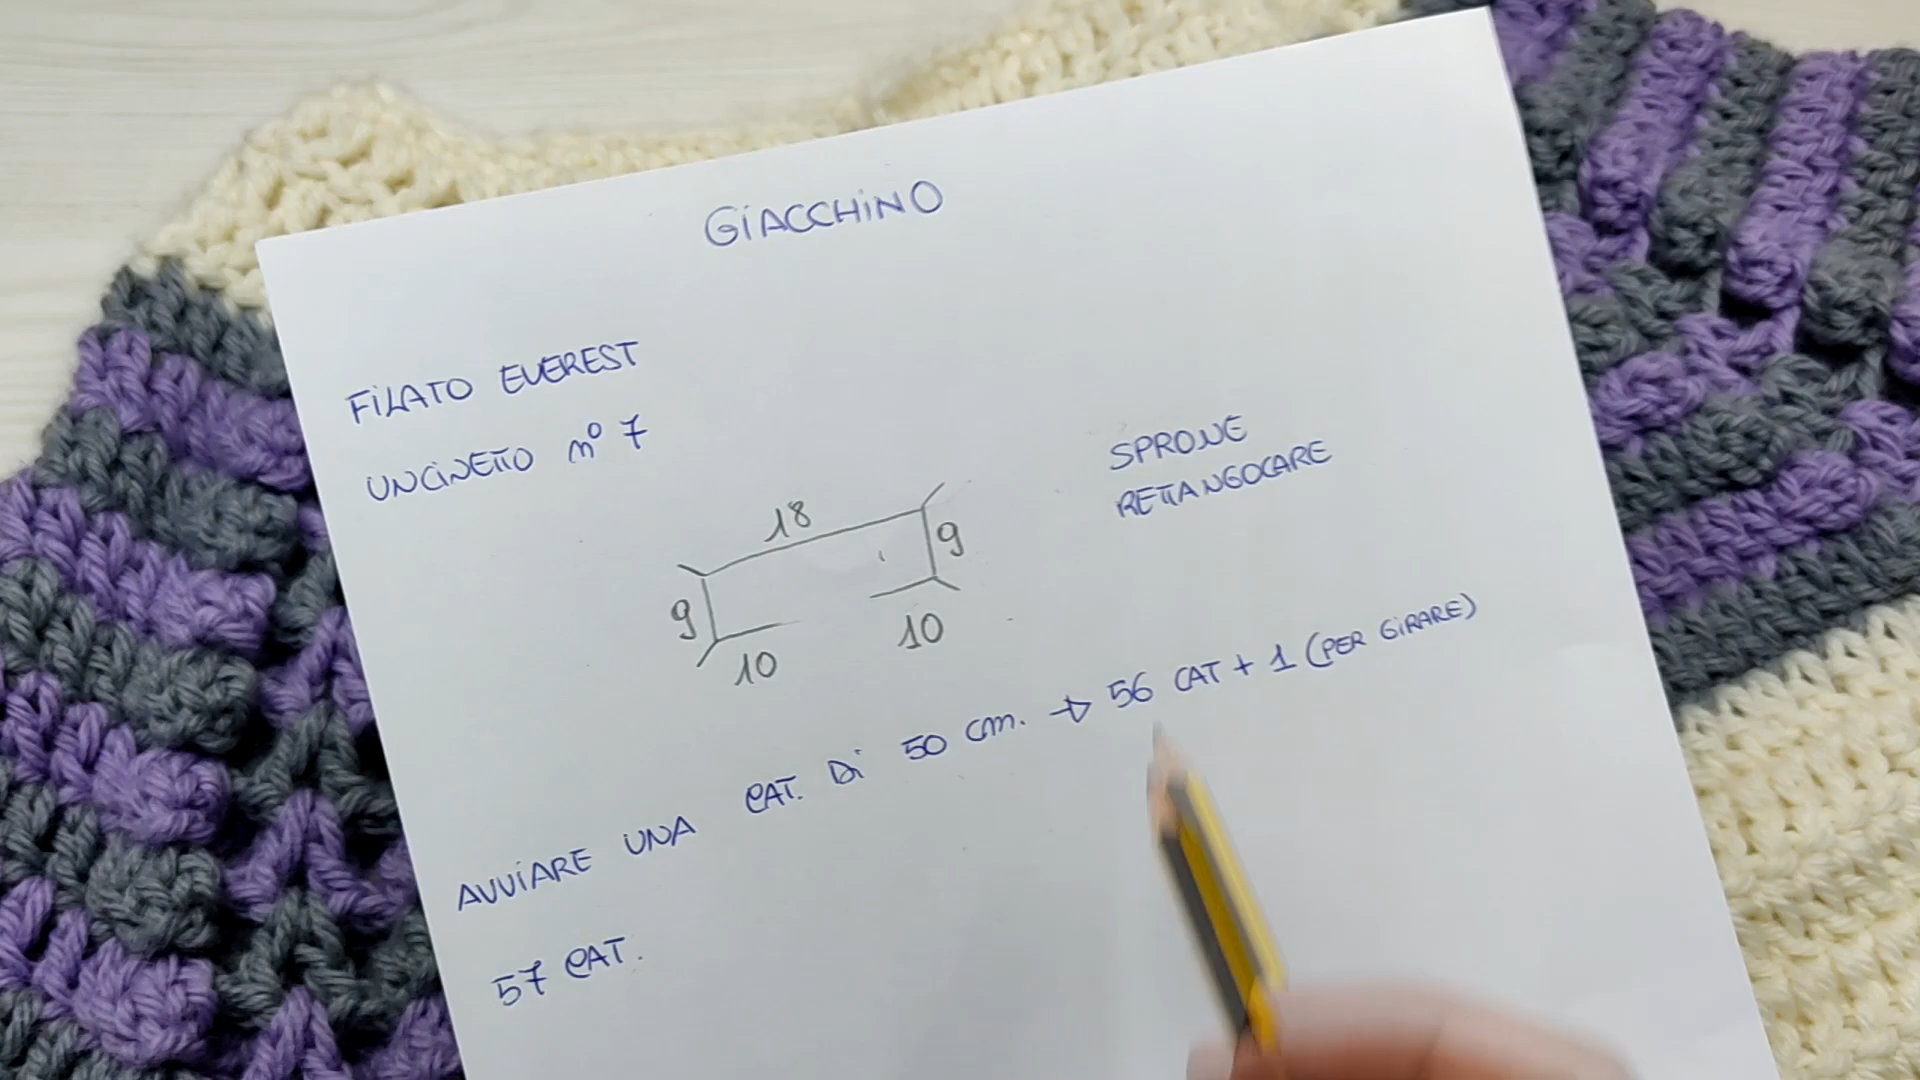 GIACCHINO
FILATO EVEREST
UNCINETTO nº 7
SPRONE
RETTANGOLARE
18
9
9
10
10
AVVIARE UNA CAT. DI 50 cm. → 56 CAT + 1 (PER GIRARE)
57 CAT.